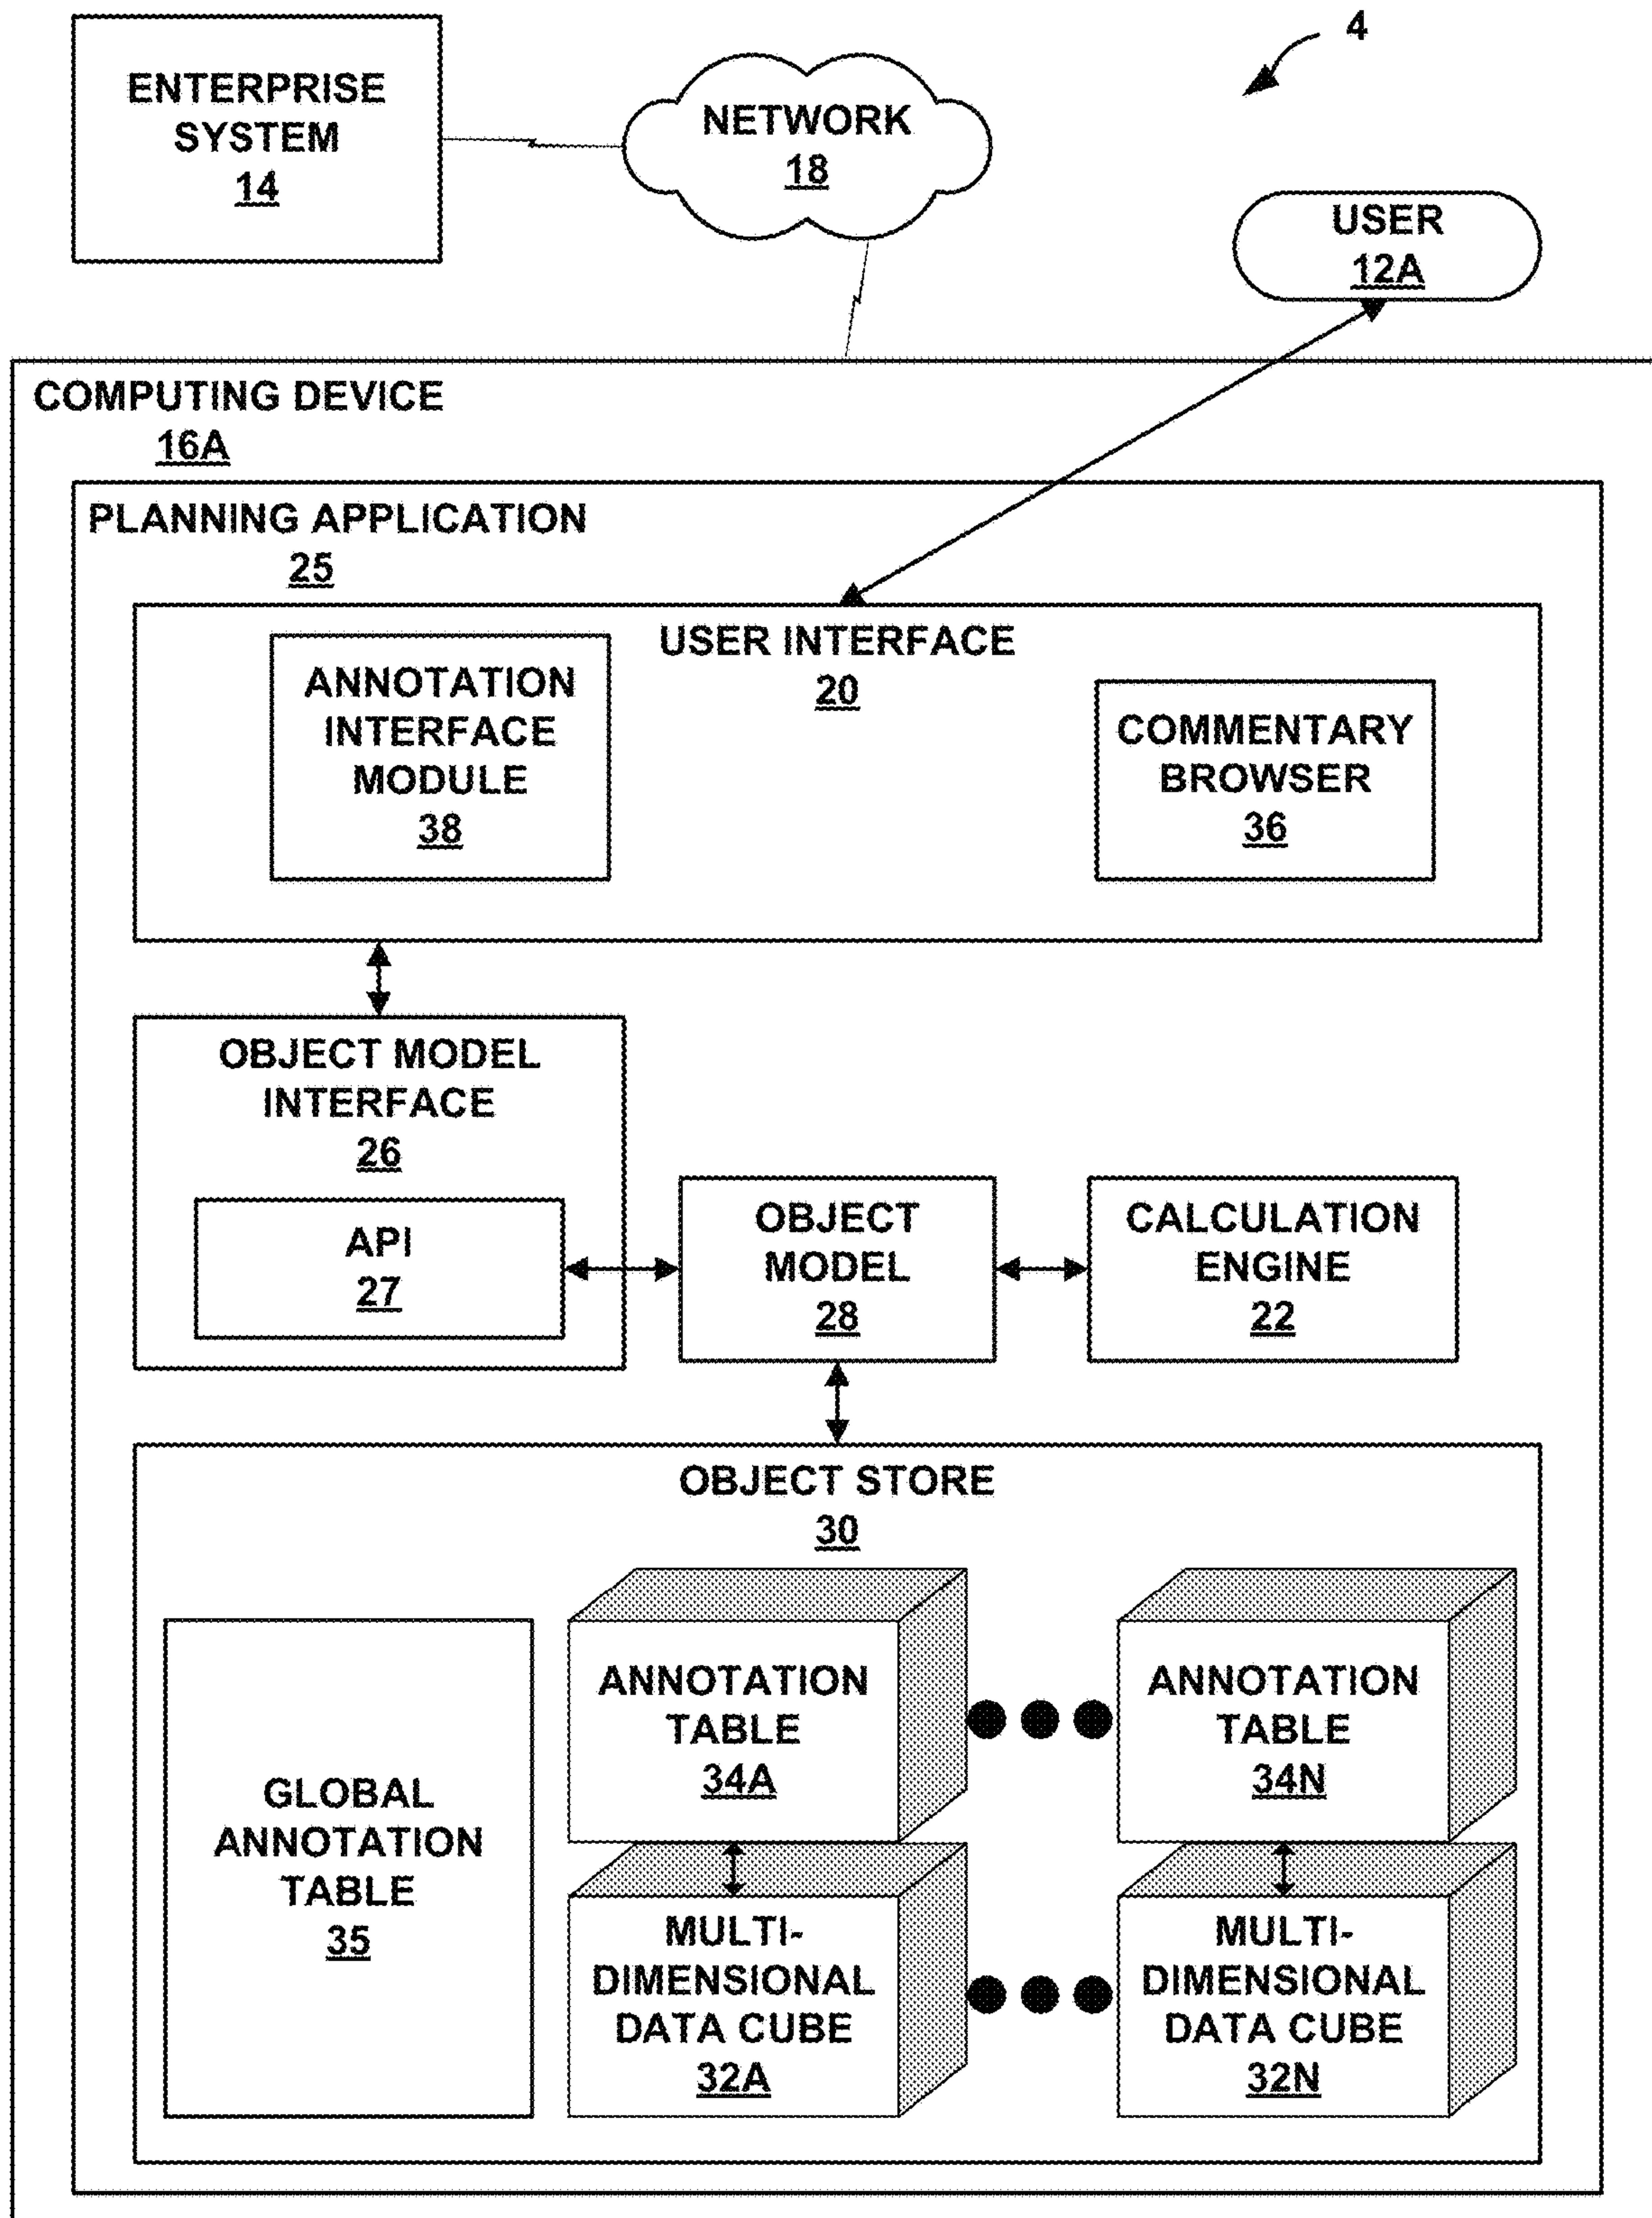 4
ENTERPRISE
SYSTEM
14
NETWORK
18
USER
12A
COMPUTING DEVICE
16A
PLANNING APPLICATION
25
USER INTERFACE
20
ANNOTATION
INTERFACE
MODULE
38
COMMENTARY
BROWSER
36
OBJECT MODEL
INTERFACE
26
API
27
OBJECT
MODEL
28
CALCULATION
ENGINE
22
OBJECT STORE
30
GLOBAL
ANNOTATION
TABLE
35
ANNOTATION
TABLE
34A
ANNOTATION
TABLE
34N
MULTI-
DIMENSIONAL
DATA CUBE
32A
MULTI-
DIMENSIONAL
DATA CUBE
32N